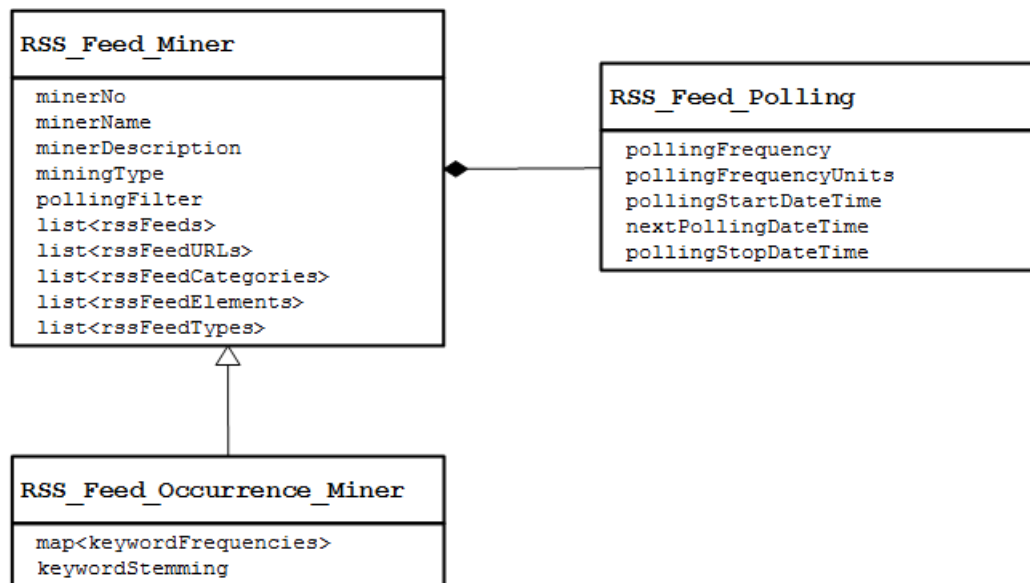 RSS_Feed_Miner
minerNo
minerName
minerDescription
miningType
pollingFilter
list<rssFeeds>
list<rssFeedURLs>
list<rssFeedCategories>
list<rssFeedElements>
list<rssFeedTypes>
RSS_Feed_Polling
pollingFrequency
pollingFrequencyUnits
pollingStartDateTime
nextPollingDateTime
pollingStopDateTime
RSS_Feed_Occurrence_Miner
map<keywordFrequencies>
keywordStemming